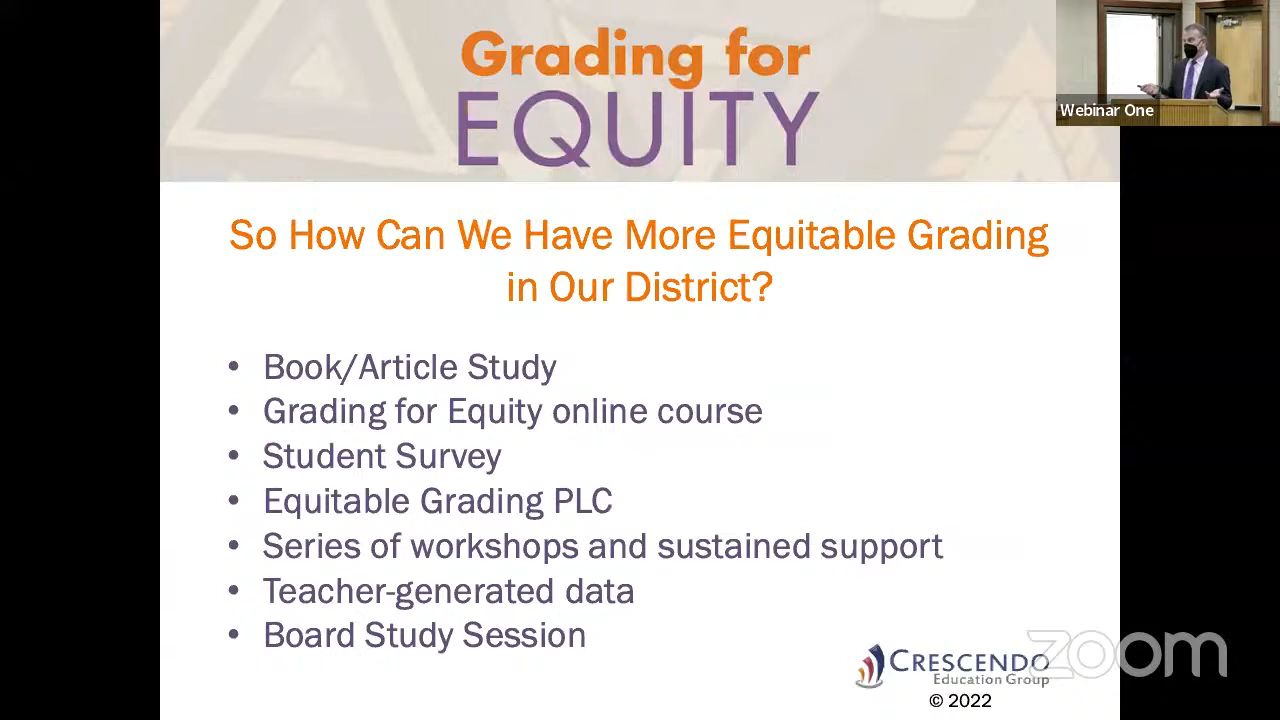 Grading for
EQUITY
Webinar One
So How Can We Have More Equitable Grading
in Our District?
• Book/Article Study
• Grading for Equity online course
• Student Survey
• Equitable Grading PLC
• Series of workshops and sustained support
• Teacher-generated data
• Board Study Session
CRESCENDO
Education Group
© 2022
zoom